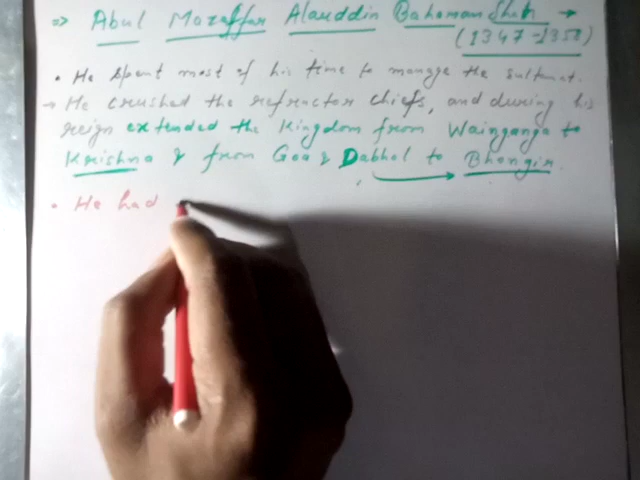 => Abul Mozaffar Alauddin Bahaman Shah →
(1347-1358)
• He spent most of his time to manage the sultanat.
→ He crushed the refractor chiefs, and during his
reign extended the kingdom from Wainganga to
Krishna & from Goa & Dabhol to Bhongir.
• He had